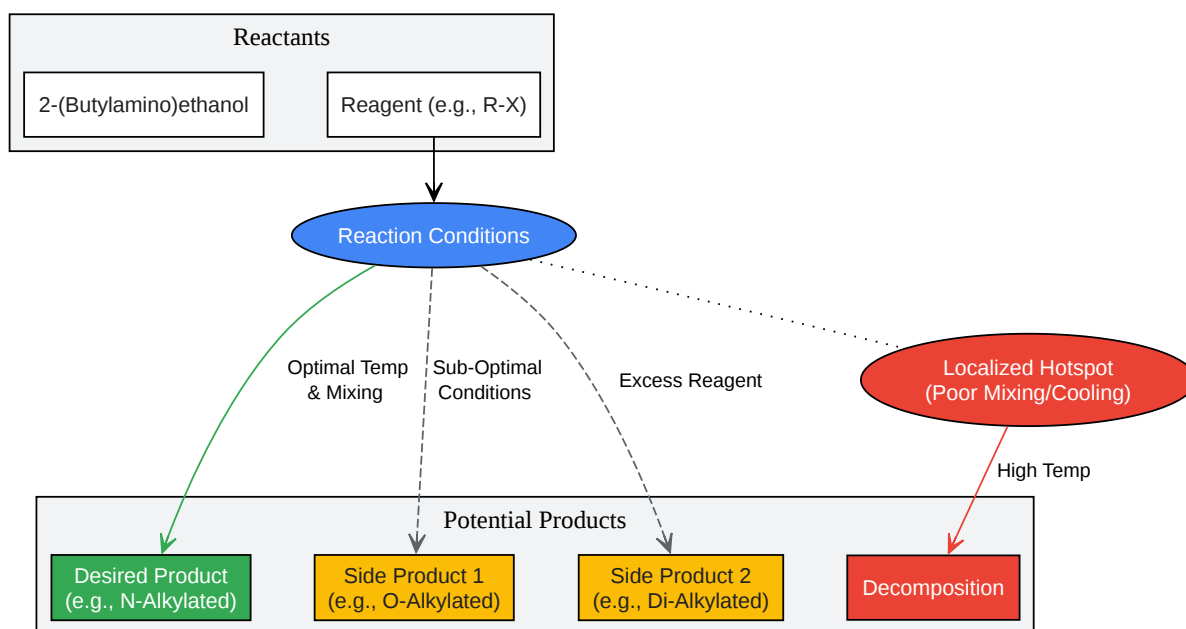 Reactants
2-(Butylamino)ethanol
Reagent (e.g., R-X)
Reaction Conditions
Optimal Temp
& Mixing
Sub-Optimal
Conditions
Excess Reagent
Localized Hotspot
(Poor Mixing/Cooling)
High Temp
Potential Products
Desired Product
(e.g., N-Alkylated)
Side Product 1
(e.g., O-Alkylated)
Side Product 2
(e.g., Di-Alkylated)
Decomposition